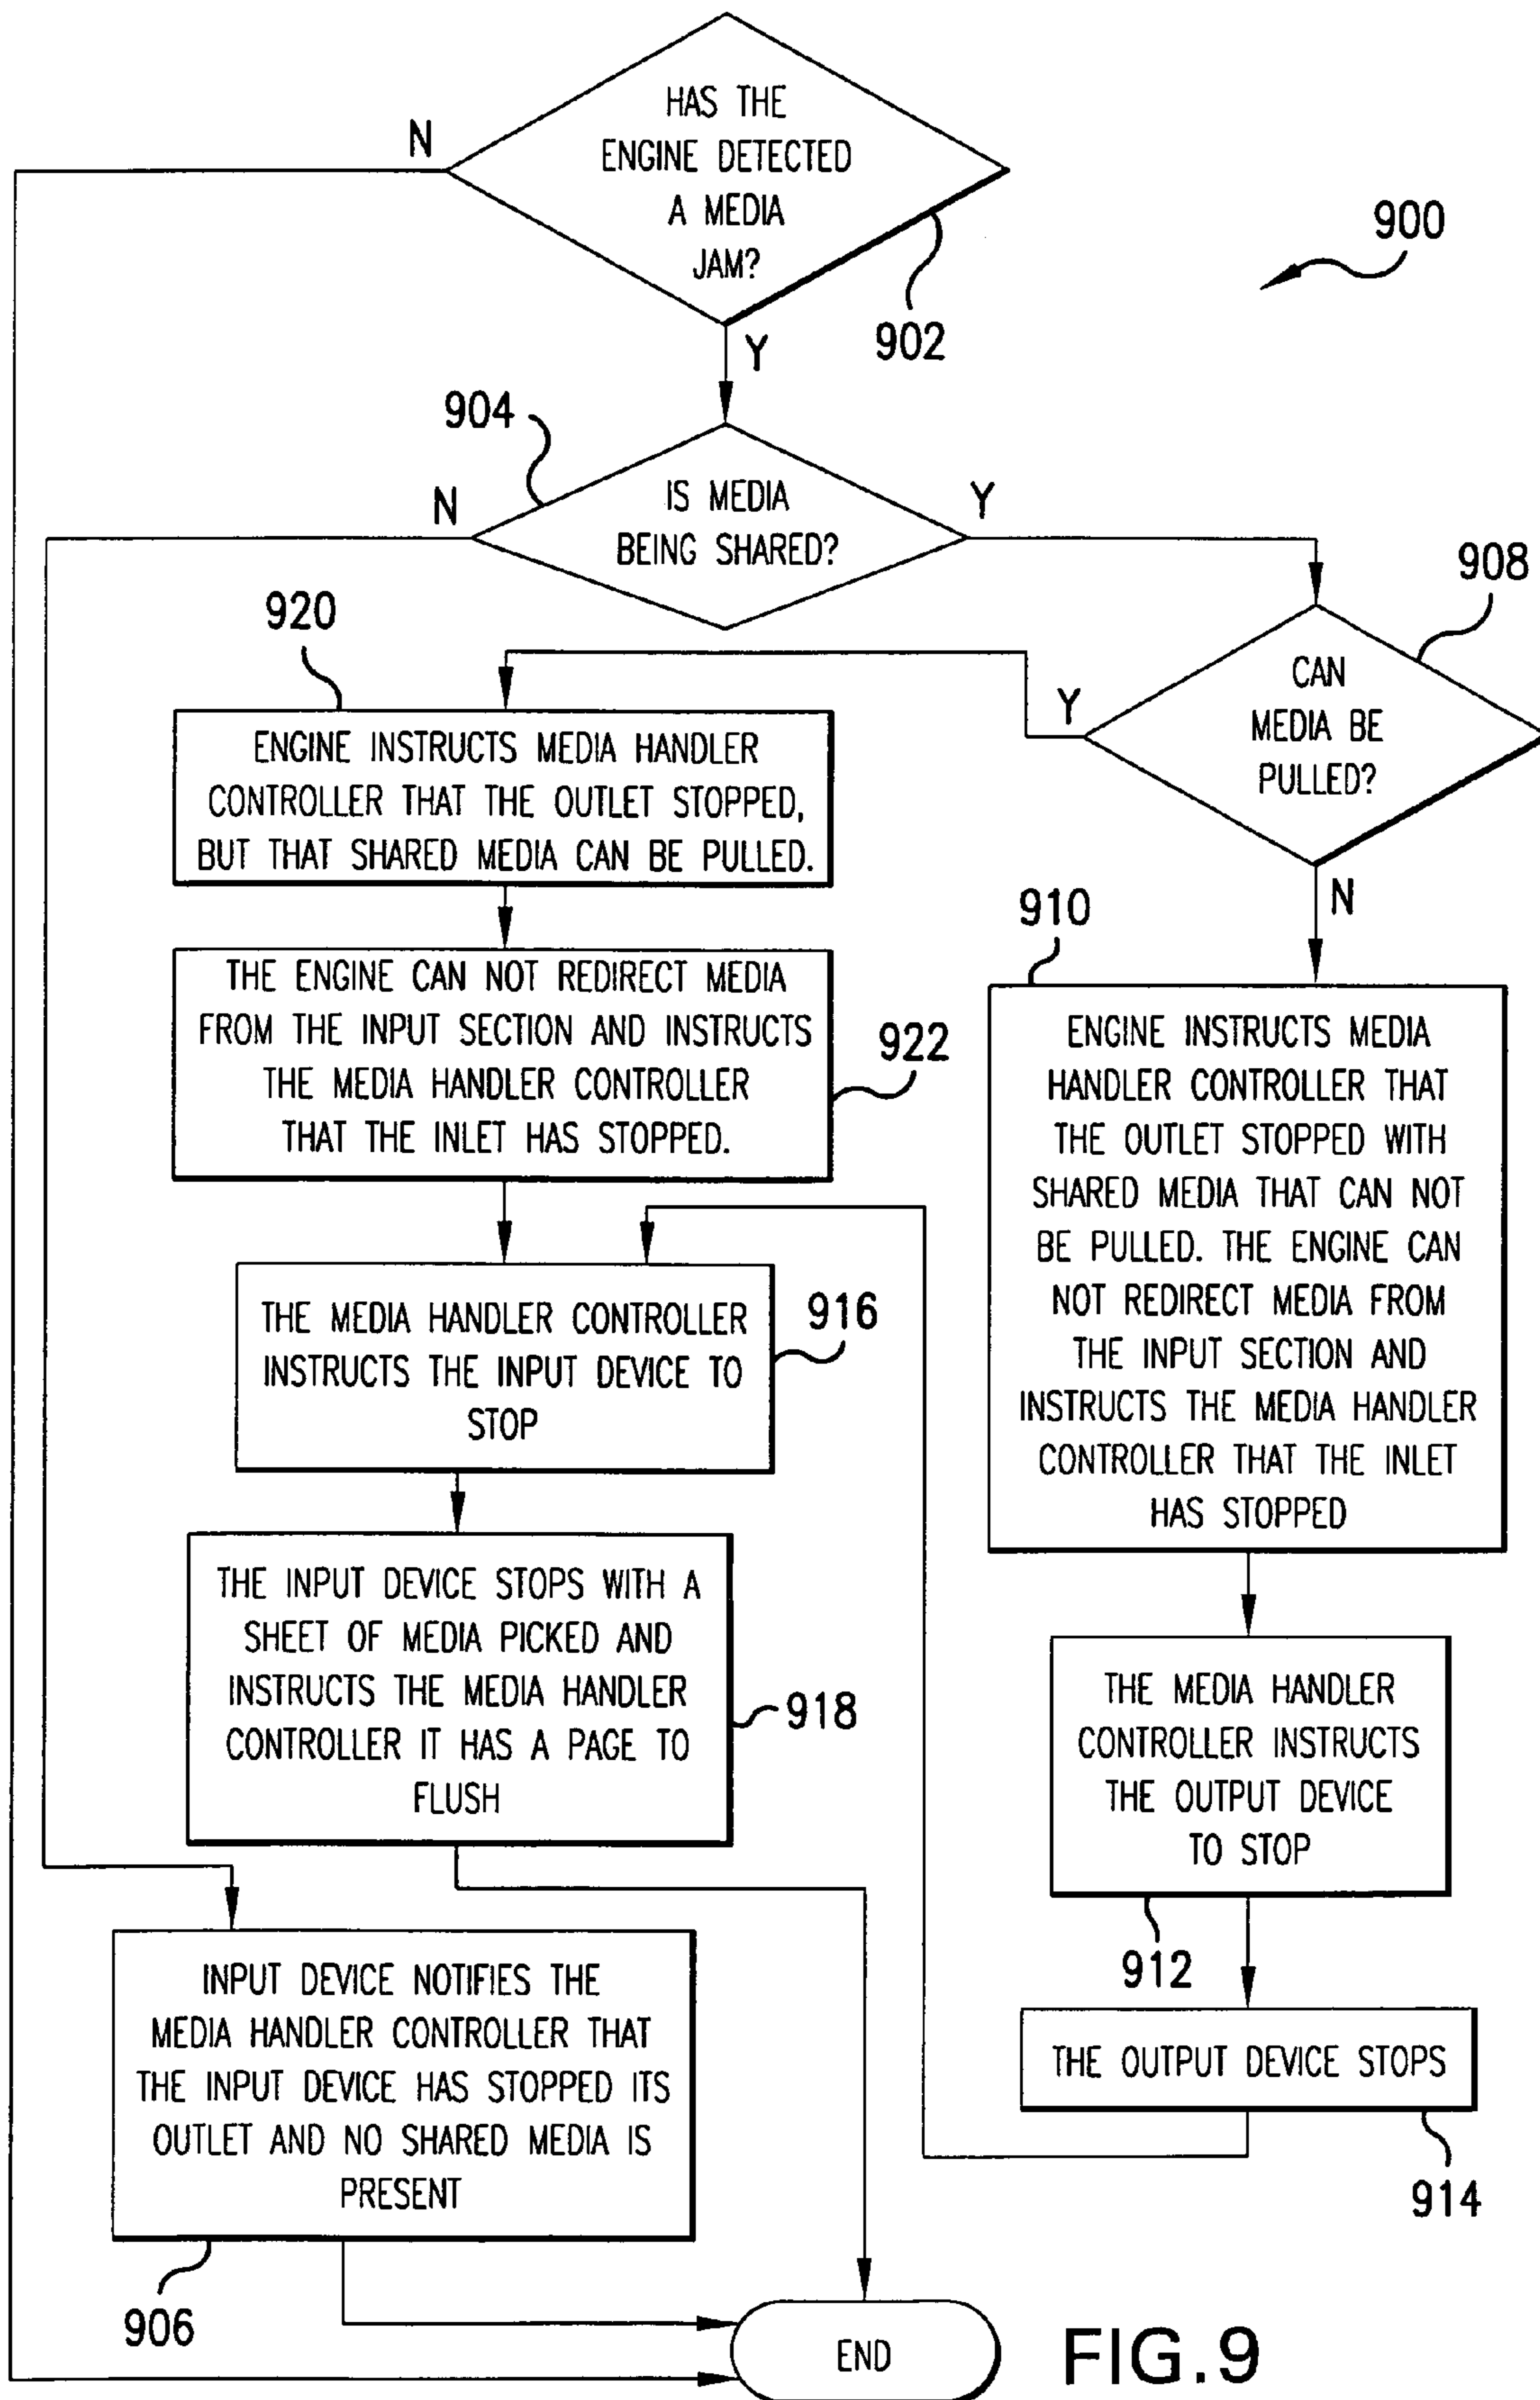 HAS THE
ENGINE DETECTED
A MEDIA
JAM?
N
Y
902
900
904
IS MEDIA
BEING SHARED?
N
Y
908
CAN
MEDIA BE
PULLED?
Y
N
920
ENGINE INSTRUCTS MEDIA HANDLER
CONTROLLER THAT THE OUTLET STOPPED,
BUT THAT SHARED MEDIA CAN BE PULLED.
THE ENGINE CAN NOT REDIRECT MEDIA
FROM THE INPUT SECTION AND INSTRUCTS
THE MEDIA HANDLER CONTROLLER
THAT THE INLET HAS STOPPED.
922
910
ENGINE INSTRUCTS MEDIA
HANDLER CONTROLLER THAT
THE OUTLET STOPPED WITH
SHARED MEDIA THAT CAN NOT
BE PULLED. THE ENGINE CAN
NOT REDIRECT MEDIA FROM
THE INPUT SECTION AND
INSTRUCTS THE MEDIA HANDLER
CONTROLLER THAT THE INLET
HAS STOPPED
THE MEDIA HANDLER CONTROLLER
INSTRUCTS THE INPUT DEVICE TO
STOP
916
THE INPUT DEVICE STOPS WITH A
SHEET OF MEDIA PICKED AND
INSTRUCTS THE MEDIA HANDLER
CONTROLLER IT HAS A PAGE TO
FLUSH
918
THE MEDIA HANDLER
CONTROLLER INSTRUCTS
THE OUTPUT DEVICE
TO STOP
912
THE OUTPUT DEVICE STOPS
914
INPUT DEVICE NOTIFIES THE
MEDIA HANDLER CONTROLLER THAT
THE INPUT DEVICE HAS STOPPED ITS
OUTLET AND NO SHARED MEDIA IS
PRESENT
906
END
FIG.9